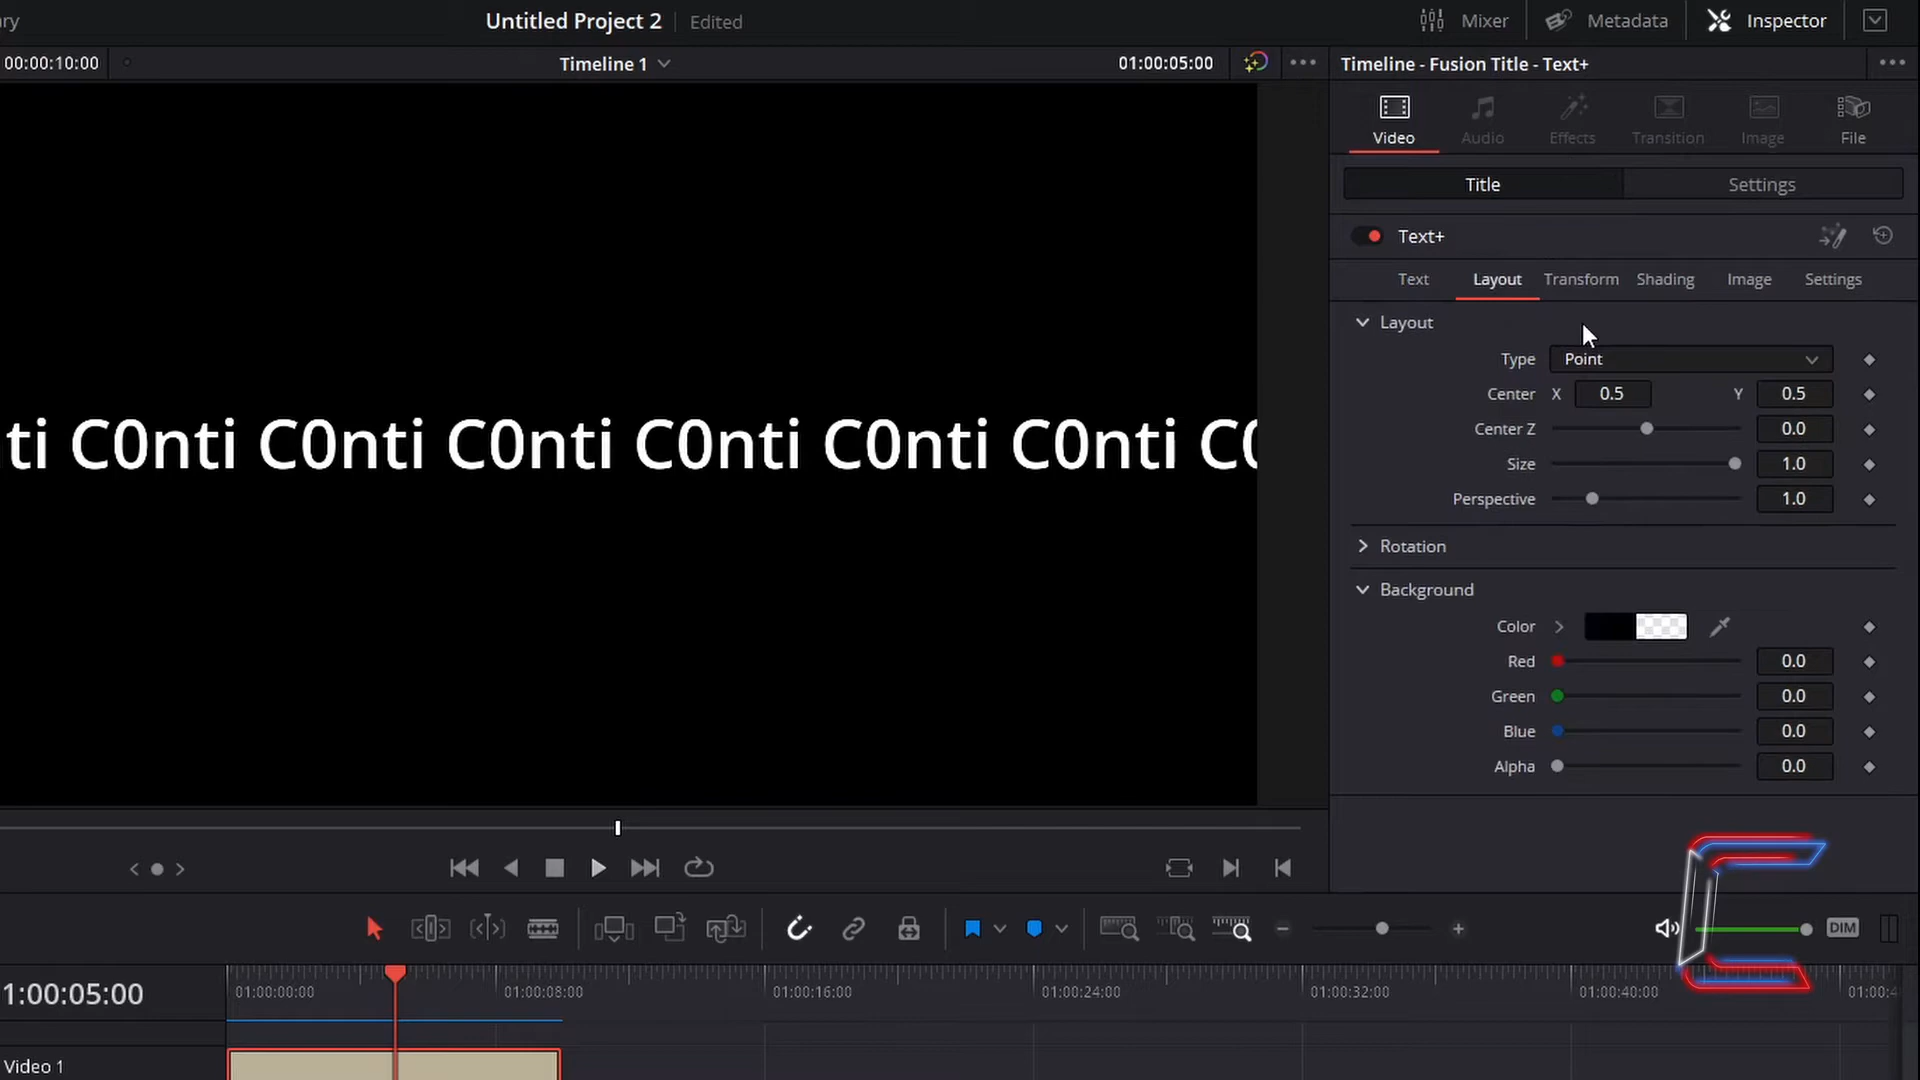 ry
Untitled Project 2
Edited
Mixer
Metadata
Inspector
00:00:10:00
Timeline 1
01:00:05:00
Timeline - Fusion Title - Text+
Video
Audio
Effects
Transition
Image
File
Title
Settings
Text+
Text
Layout
Transform
Shading
Image
Settings
Layout
Type
Point
Center
X
0.5
Y
0.5
Center Z
0.0
Size
1.0
Perspective
1.0
Rotation
Background
Color
Red
0.0
Green
0.0
Blue
0.0
Alpha
0.0
ti C0nti C0nti C0nti C0nti C0nti C0nti C0
DIM
1:00:05:00
01:00:00:00
01:00:08:00
01:00:16:00
01:00:24:00
01:00:32:00
01:00:40:00
01:00:4
Video 1